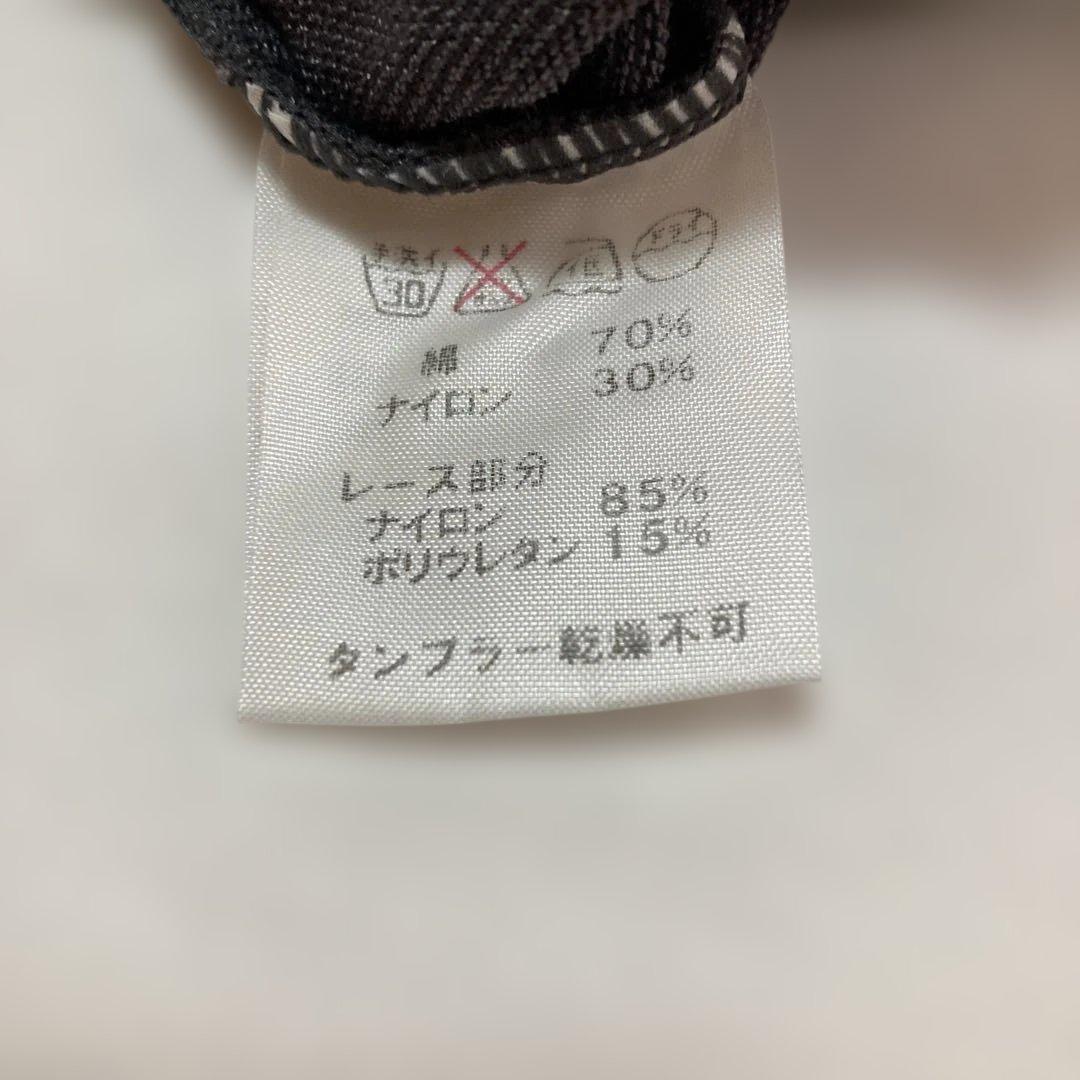 手洗イ 30 ドライ
綿 70%
ナイロン 30%
レース部分
ナイロン 85%
ポリウレタン 15%
タンブラー乾燥不可